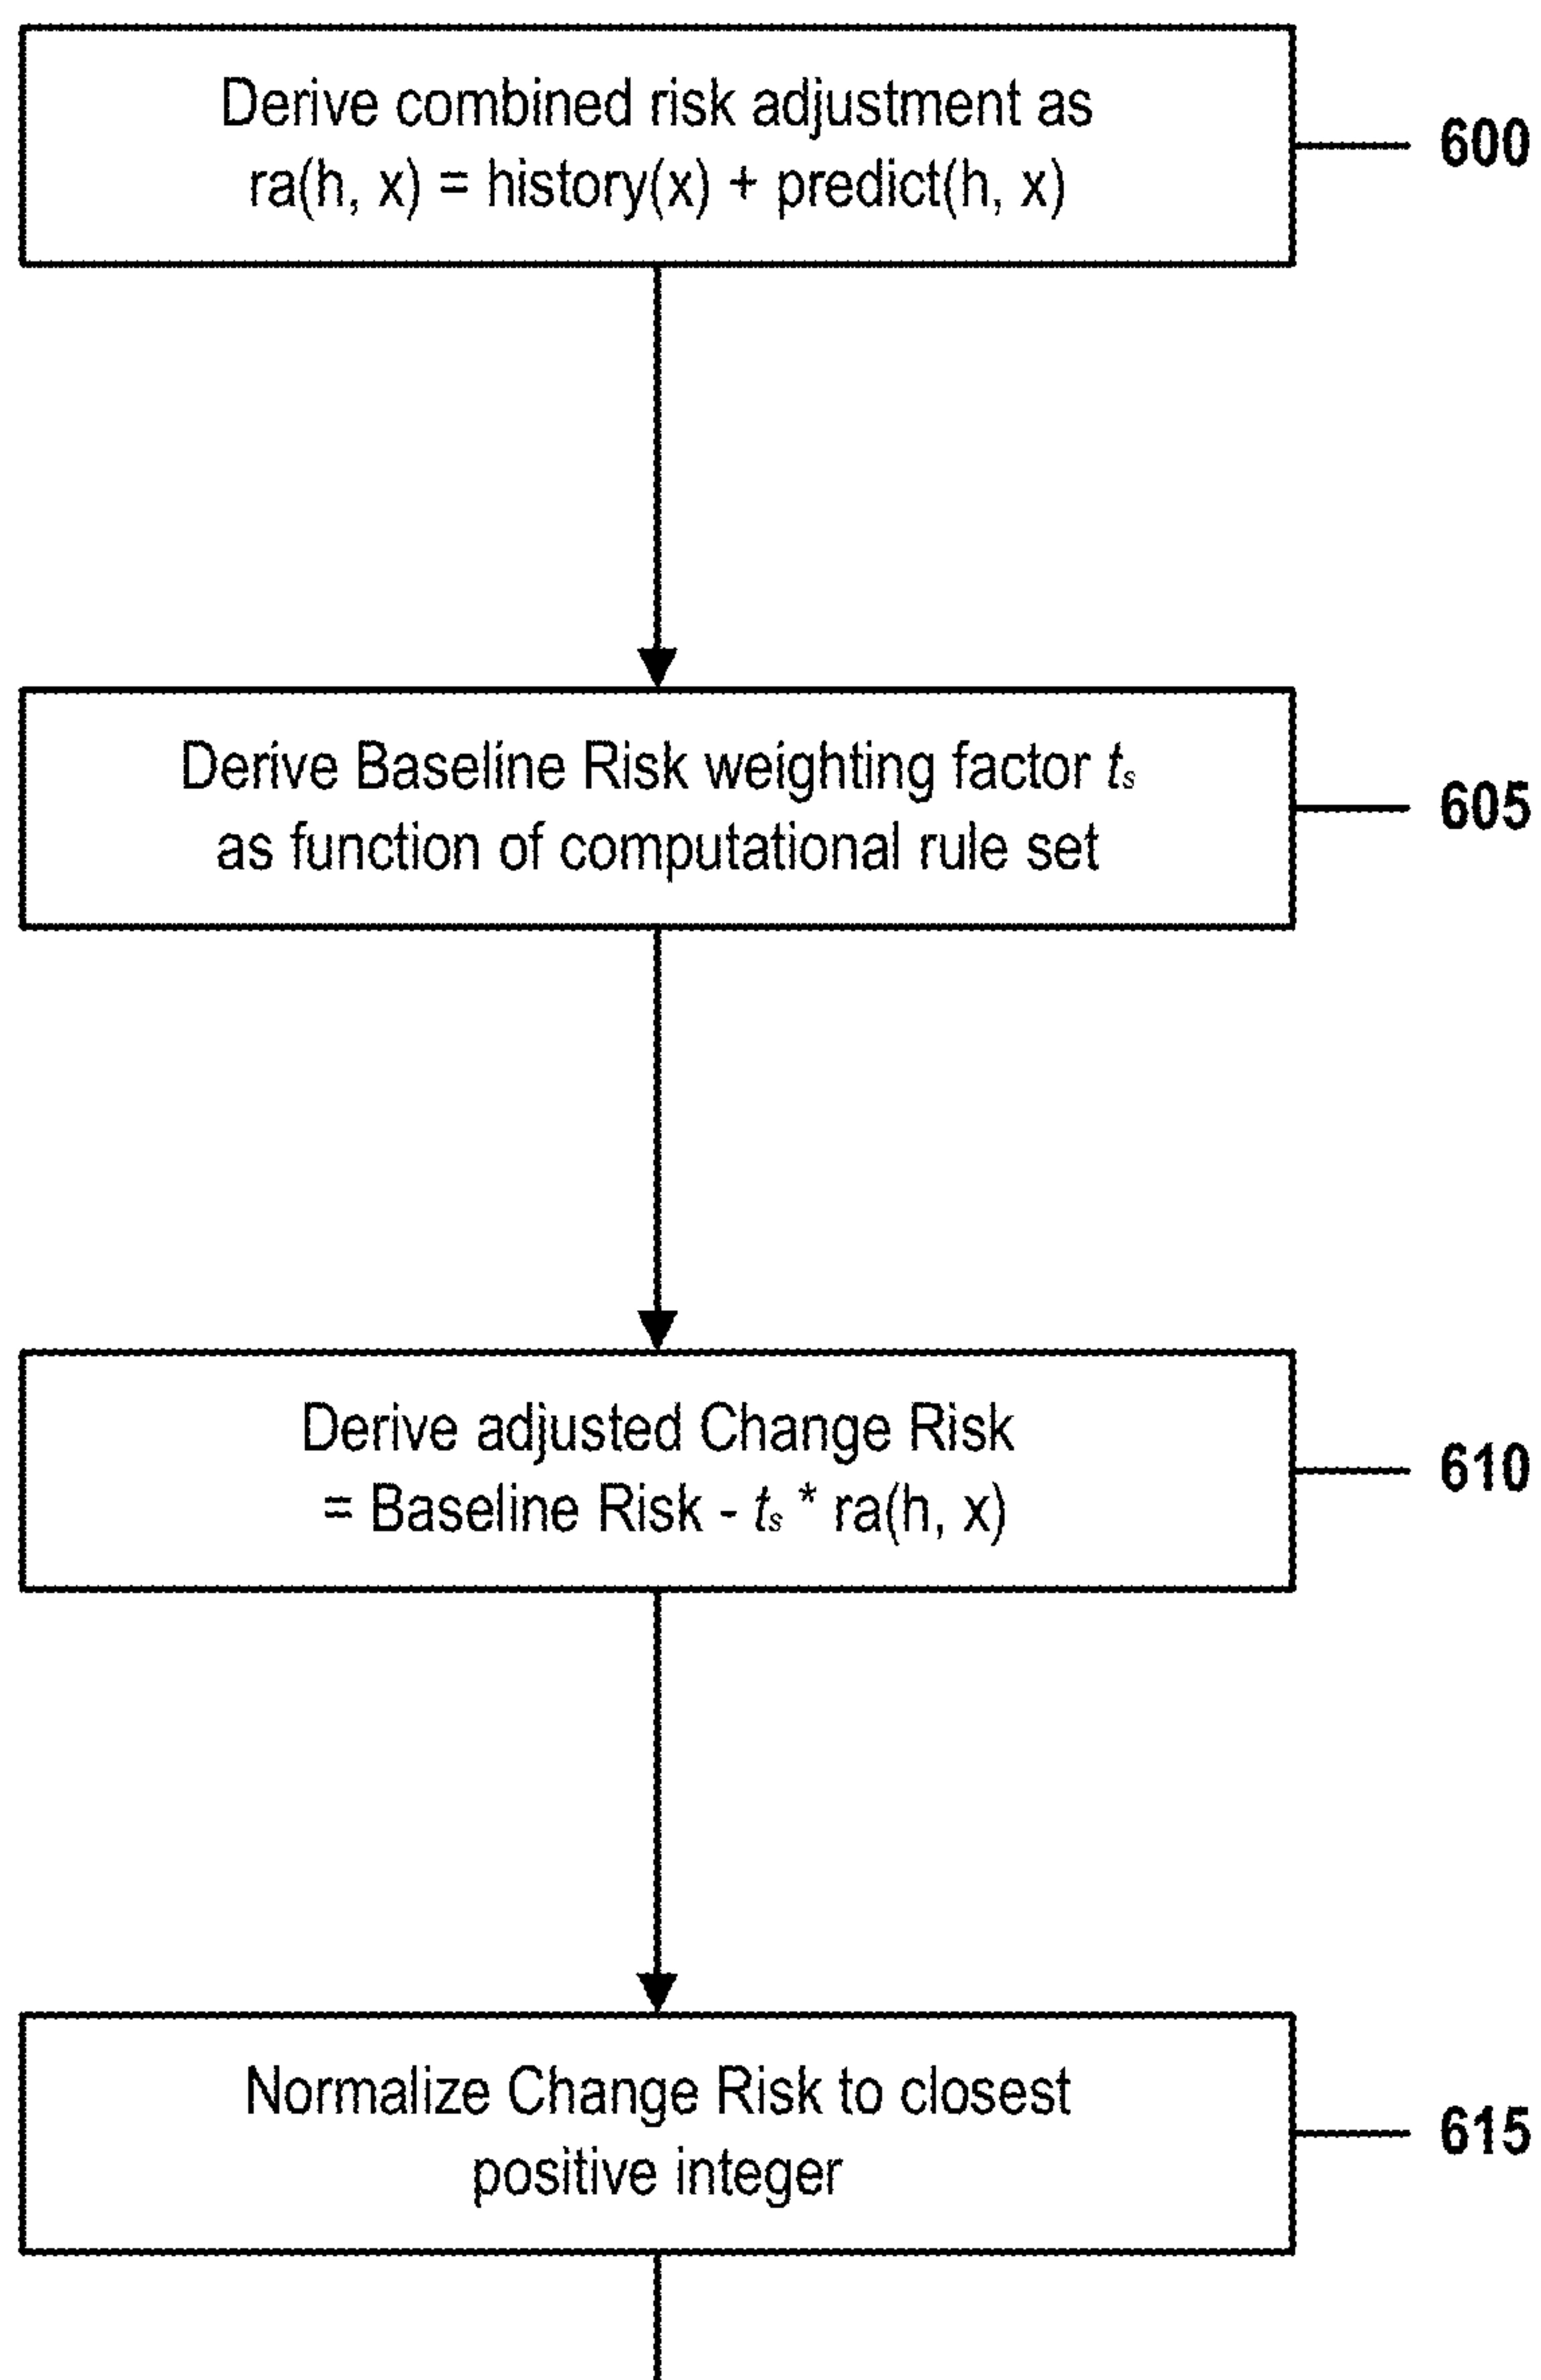 Derive combined risk adjustment as
ra(h, x) = history(x) + predict(h, x)
600
Derive Baseline Risk weighting factor tₛ
as function of computational rule set
605
Derive adjusted Change Risk
= Baseline Risk - tₛ * ra(h, x)
610
Normalize Change Risk to closest
positive integer
615